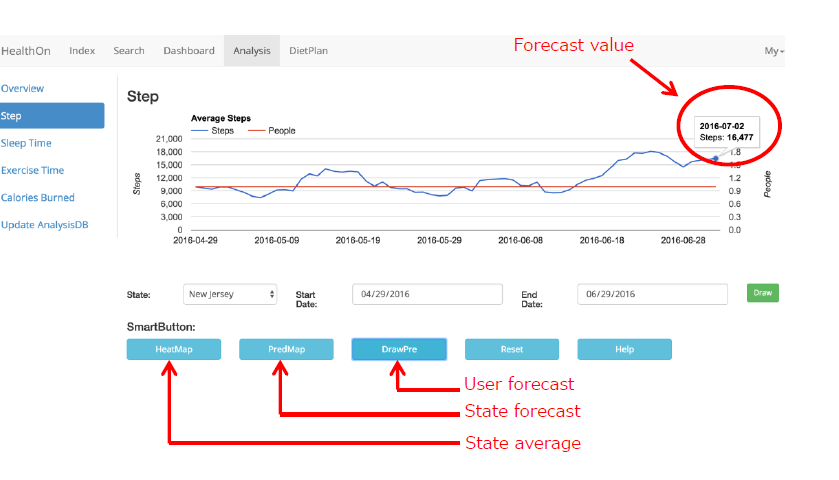 Forecast value
HealthOn Index Search Dashboard Analysis DietPlan My
Overview
Step
Sleep Time
Exercise Time
Calories Burned
Update AnalysisDB
Step
Average Steps
Steps People
2016-07-02
Steps: 16,477
21,000
18,000 1.8
15,000
12,000 1.2
9,000 0.9
6,000 0.6
3,000 0.3
0 0.0
Steps
People
2016-04-29 2016-05-09 2016-05-19 2016-05-29 2016-06-08 2016-06-18 2016-06-28
State: New Jersey Start Date: 04/29/2016 End Date: 06/29/2016 Draw
SmartButton:
HeatMap PredMap DrawPre Reset Help
User forecast
State forecast
State average